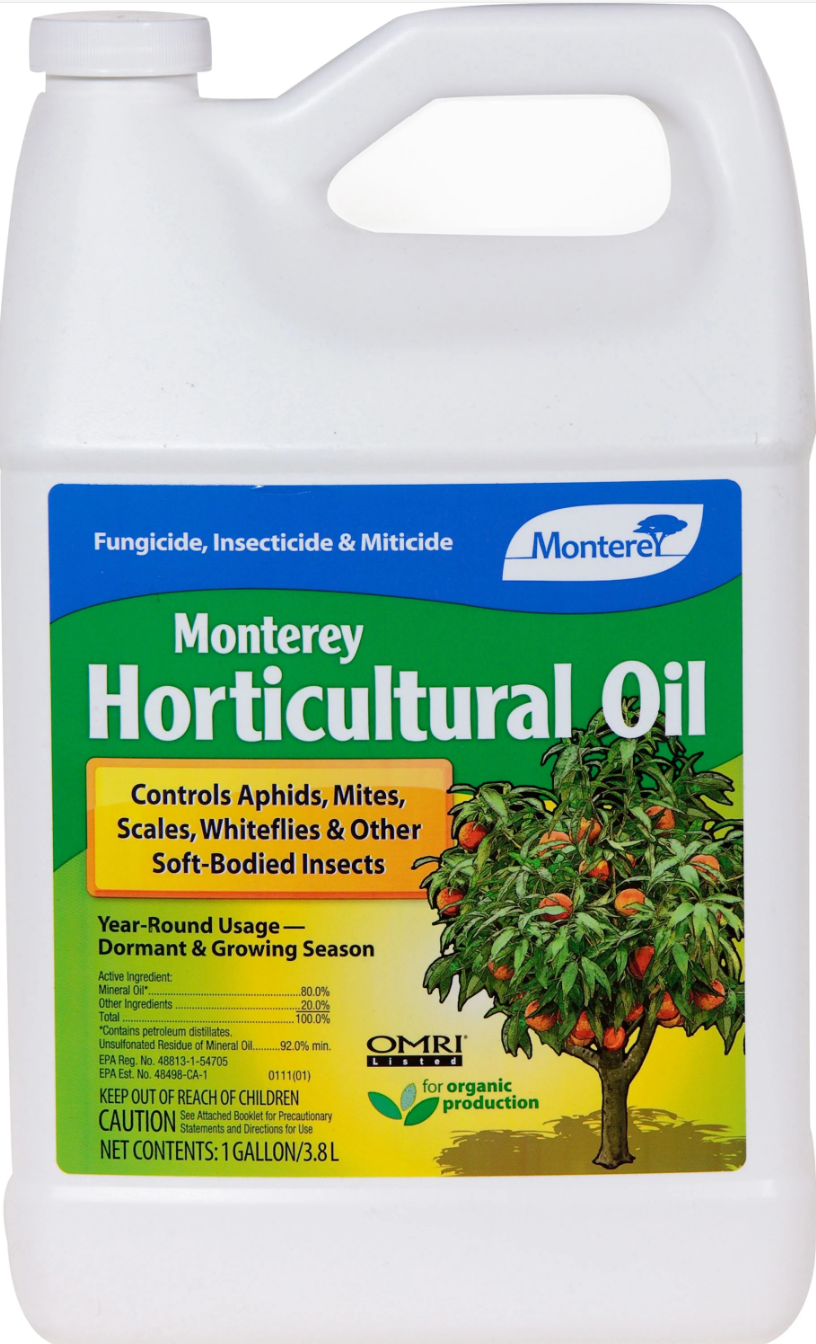 Fungicide, Insecticide & Miticide
Monterey
Monterey
Horticultural Oil
Controls Aphids, Mites,
Scales, Whiteflies & Other
Soft-Bodied Insects
Year-Round Usage—
Dormant & Growing Season
Active Ingredient:
Mineral Oil*..................................................80.0%
Other Ingredients .........................................20.0%
Total ..........................................................100.0%
*Contains petroleum distillates.
Unsulfonated Residue of Mineral Oil.........92.0% min.
EPA Reg. No. 48813-1-54705
EPA Est. No. 48498-CA-1 0111(01)
KEEP OUT OF REACH OF CHILDREN
CAUTION See Attached Booklet for Precautionary
Statements and Directions for Use
NET CONTENTS: 1 GALLON/3.8 L
OMRI®
Listed
for organic
production